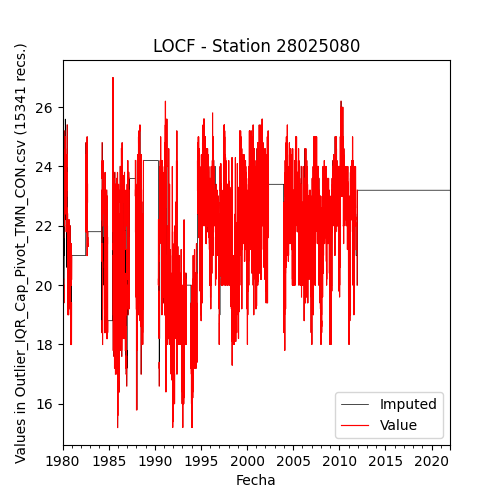 LOCF - Station 28025080
Values in Outlier_IQR_Cap_Pivot_TMN_CON.csv (15341 recs.)
26
24
22
20
18
16
Imputed
Value
1980 1985 1990 1995 2000 2005 2010 2015 2020
Fecha